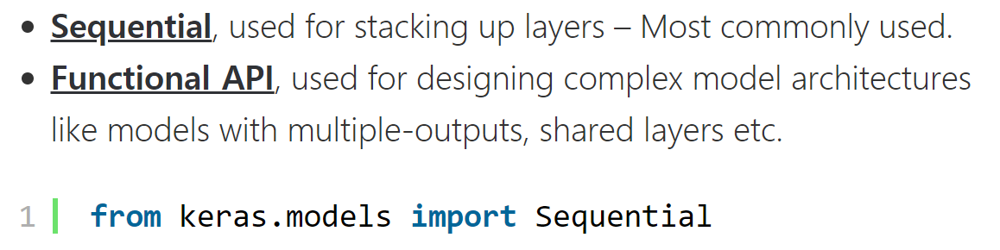 • Sequential, used for stacking up layers – Most commonly used.
• Functional API, used for designing complex model architectures
like models with multiple-outputs, shared layers etc.
1 from keras.models import Sequential